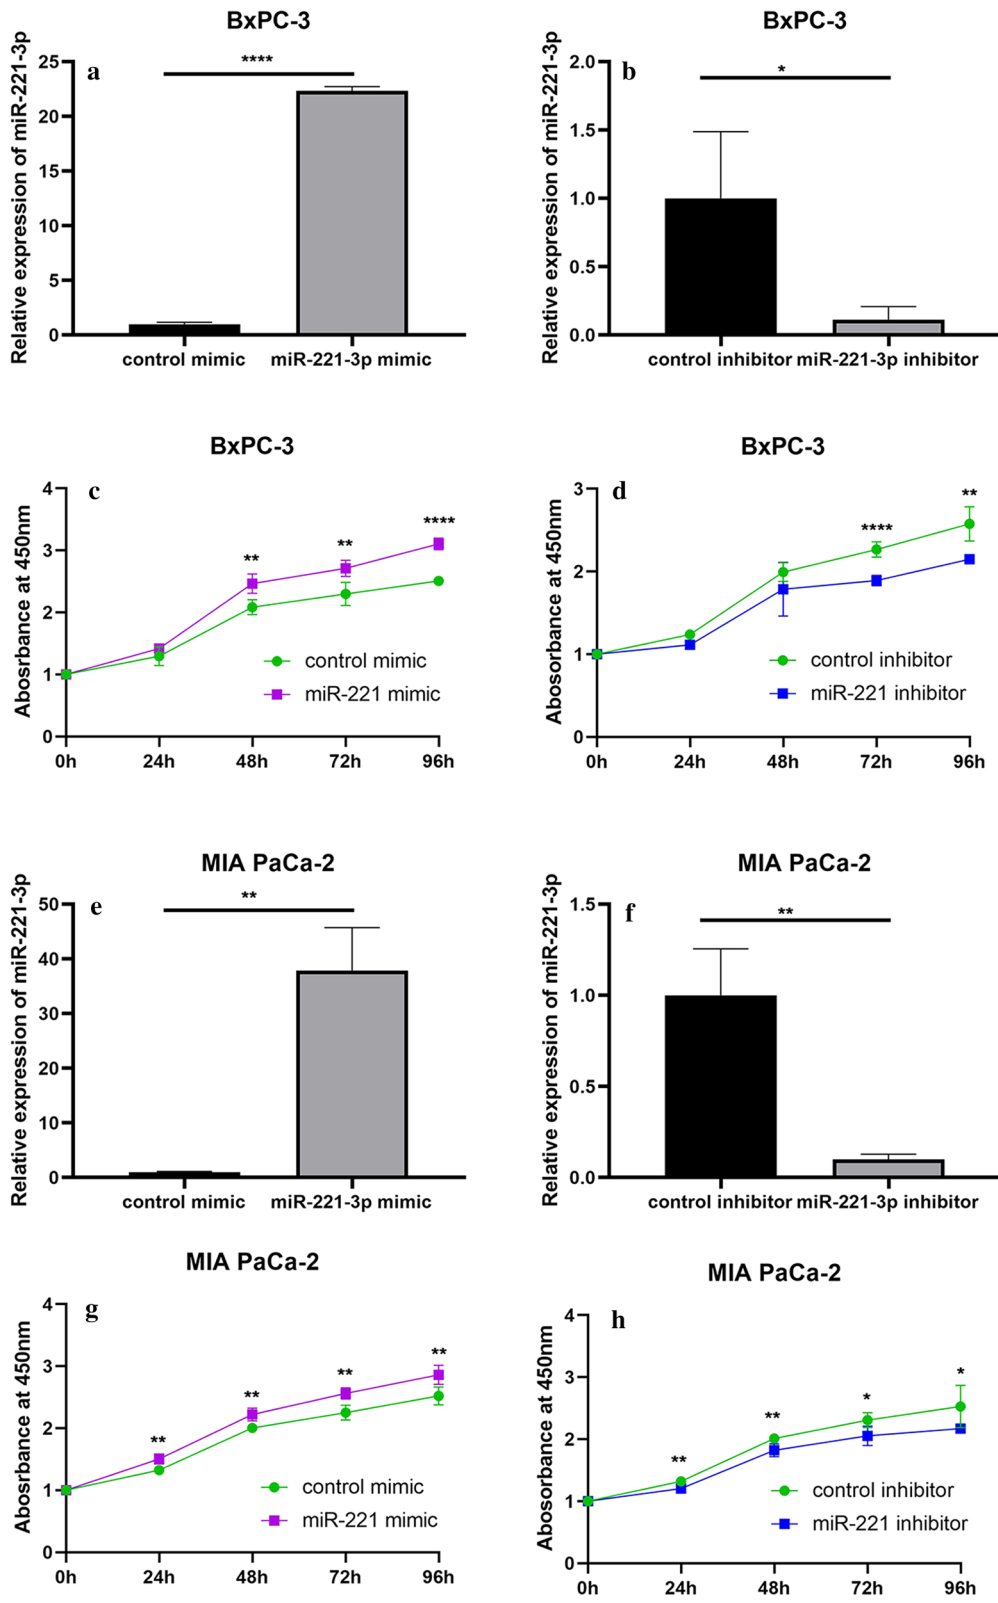 BxPC-3
a
****
Relative expression of miR-221-3p
25
20
15
10
5
0
control mimic
miR-221-3p mimic
BxPC-3
b
*
Relative expression of miR-221-3p
2.0
1.5
1.0
0.5
0.0
control inhibitor
miR-221-3p inhibitor
BxPC-3
c
Abosrbance at 450nm
4
3
2
1
0
**
**
****
control mimic
miR-221 mimic
0h
24h
48h
72h
96h
BxPC-3
d
Abosorbance at 450nm
3
2
1
0
****
**
control inhibitor
miR-221 inhibitor
0h
24h
48h
72h
96h
MIA PaCa-2
e
**
Relative expression of miR-221-3p
50
40
30
20
10
0
control mimic
miR-221-3p mimic
MIA PaCa-2
f
**
Relative expression of miR-221-3p
1.5
1.0
0.5
0.0
control inhibitor
miR-221-3p inhibitor
MIA PaCa-2
g
Abosrbance at 450nm
4
3
2
1
0
**
**
**
**
control mimic
miR-221 mimic
0h
24h
48h
72h
96h
MIA PaCa-2
h
Abosorbance at 450nm
4
3
2
1
0
**
**
*
*
control inhibitor
miR-221 inhibitor
0h
24h
48h
72h
96h